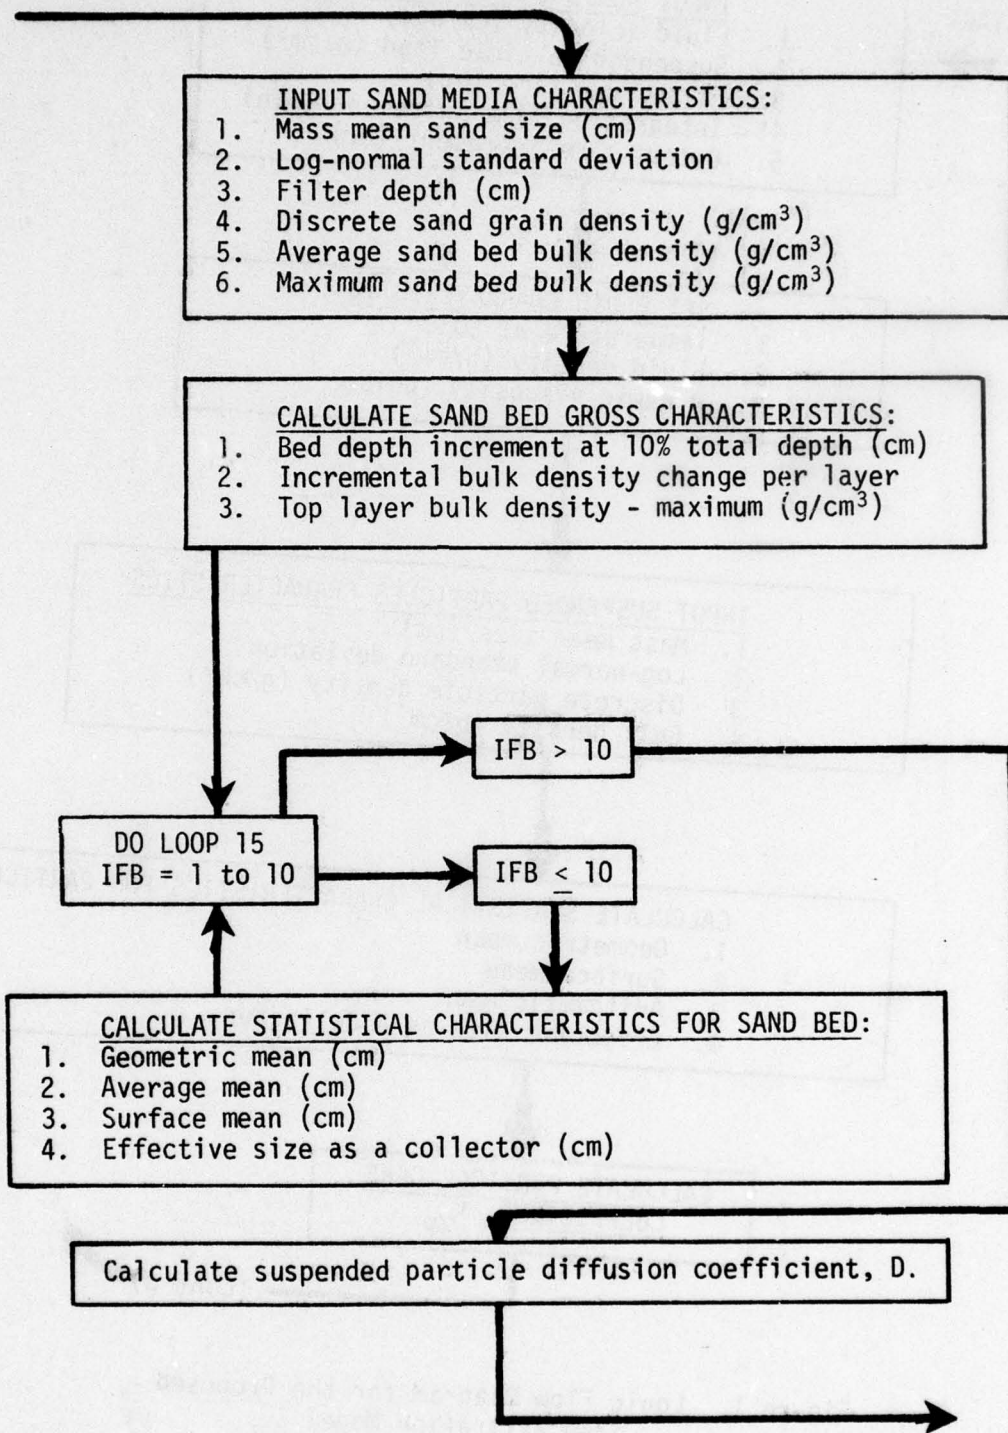 INPUT SAND MEDIA CHARACTERISTICS:
1. Mass mean sand size (cm)
2. Log-normal standard deviation
3. Filter depth (cm)
4. Discrete sand grain density (g/cm³)
5. Average sand bed bulk density (g/cm³)
6. Maximum sand bed bulk density (g/cm³)
CALCULATE SAND BED GROSS CHARACTERISTICS:
1. Bed depth increment at 10% total depth (cm)
2. Incremental bulk density change per layer
3. Top layer bulk density - maximum (g/cm³)
IFB > 10
DO LOOP 15
IFB = 1 to 10
IFB ≤ 10
CALCULATE STATISTICAL CHARACTERISTICS FOR SAND BED:
1. Geometric mean (cm)
2. Average mean (cm)
3. Surface mean (cm)
4. Effective size as a collector (cm)
Calculate suspended particle diffusion coefficient, D.